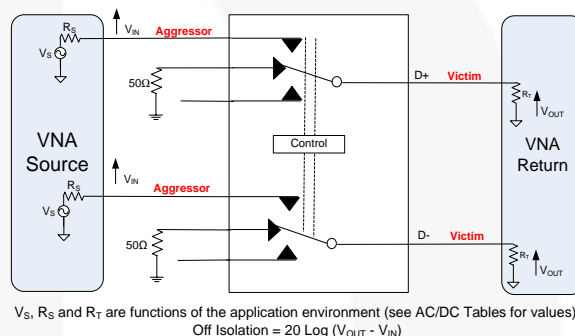 RS
VIN
Aggressor
VS
50Ω
D+
Victim
RT
VOUT
VNA
Source
Control
VNA
Return
RS
VIN
Aggressor
VS
50Ω
D-
Victim
RT
VOUT
VS, RS and RT are functions of the application environment (see AC/DC Tables for values)
Off Isolation = 20 Log (VOUT - VIN)